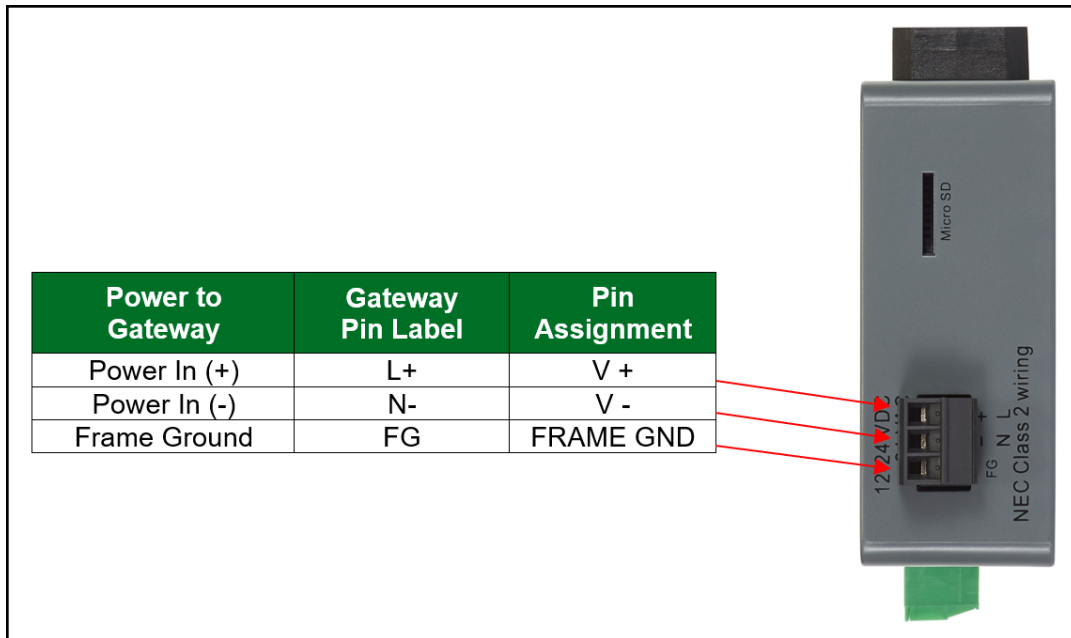 Power to
Gateway
Gateway
Pin Label
Pin
Assignment
Power In (+)
L+
V +
Power In (-)
N-
V -
Frame Ground
FG
FRAME GND
Micro SD
12/24VDC
+
-
FG
N
L
NEC Class 2 wiring